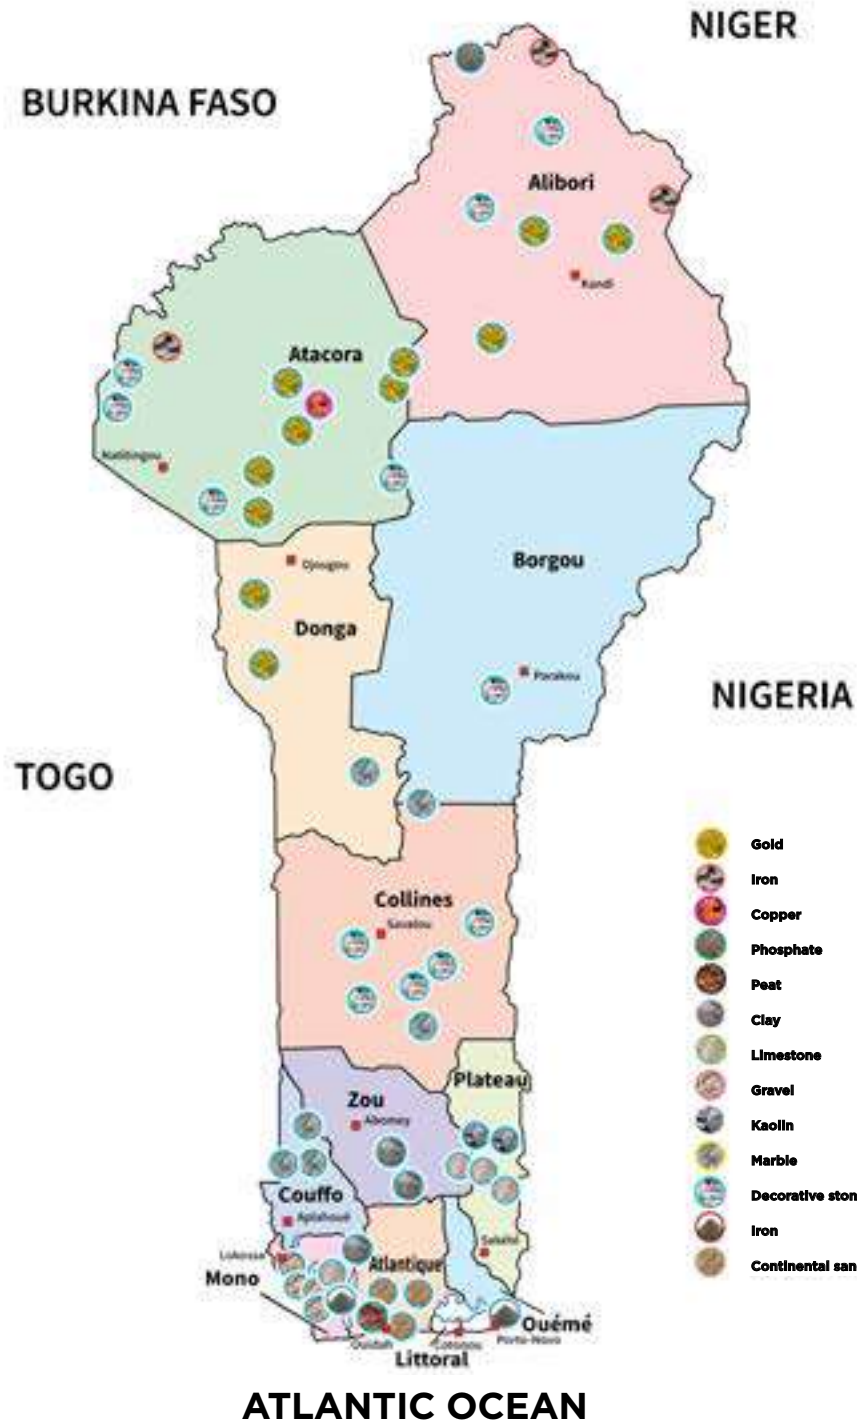 NIGER
BURKINA FASO
Alibori
Kandi
Atacora
Natitingou
Borgou
Djougou
Donga
Parakou
NIGERIA
TOGO
Gold
Iron
Copper
Phosphate
Peat
Clay
Limestone
Gravel
Kaolin
Marble
Decorative ston
Iron
Continental san
Collines
Savalou
Plateau
Zou
Abomey
Couffo
Aplahoué
Lokossa
Sakété
Mono
Atlantique
Ouidah
Cotonou
Porto-Novo
Ouémé
Littoral
ATLANTIC OCEAN